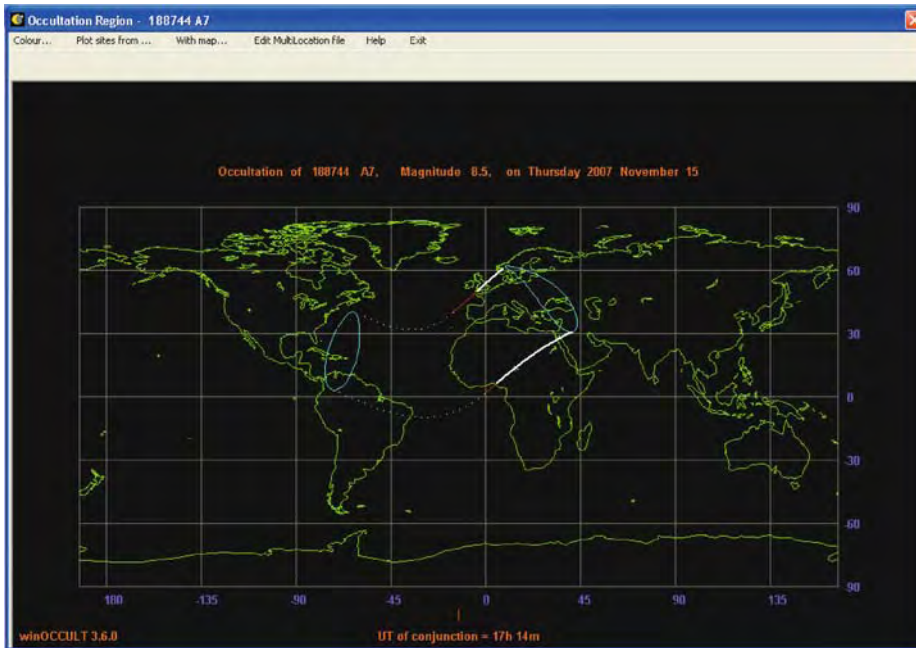 Occultation Region - 188744 A7
Colour... Plot sites from ... With map... Edit MultiLocation file Help Exit
Occultation of 188744 A7, Magnitude 8.5, on Thursday 2007 November 15
90
60
30
0
-30
-60
-90
180 -135 -90 -45 0 45 90 135
winOCCULT 3.6.0 UT of conjunction = 17h 14m